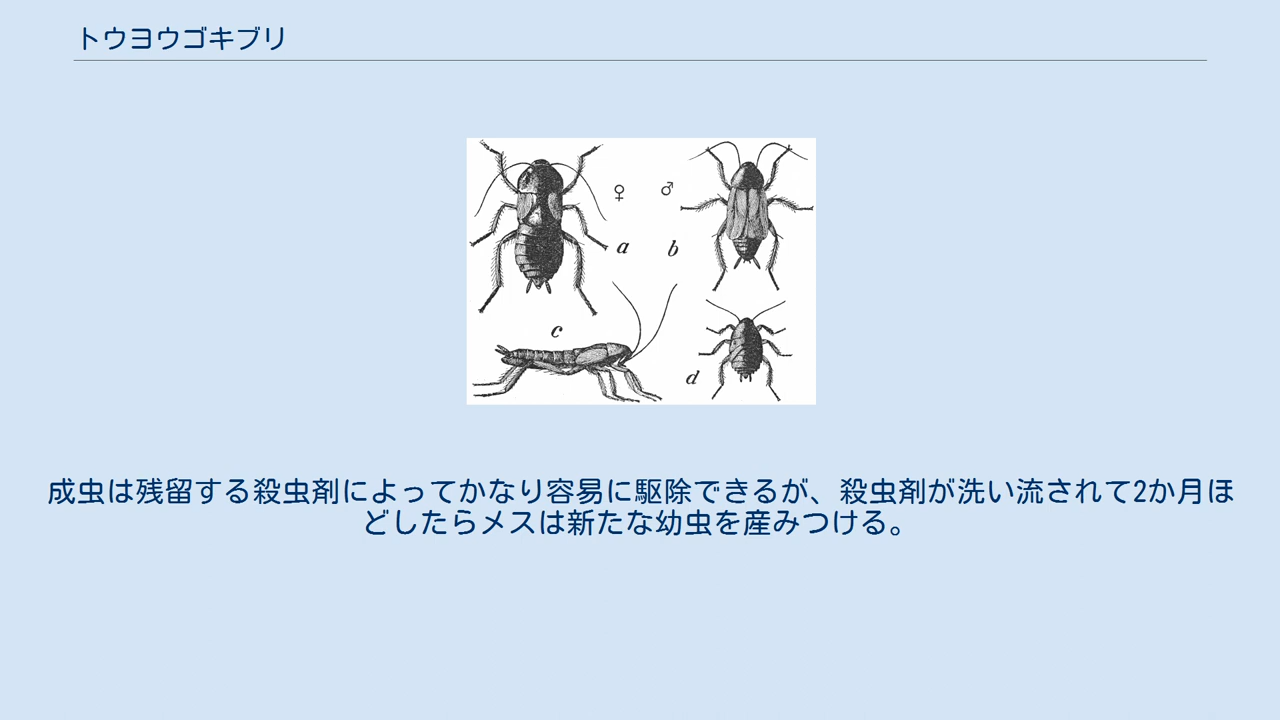 トウヨウゴキブリ
♀ ♂
a b
c
d
成虫は残留する殺虫剤によってかなり容易に駆除できるが、殺虫剤が洗い流されて2か月ほ
どしたらメスは新たな幼虫を産みつける。